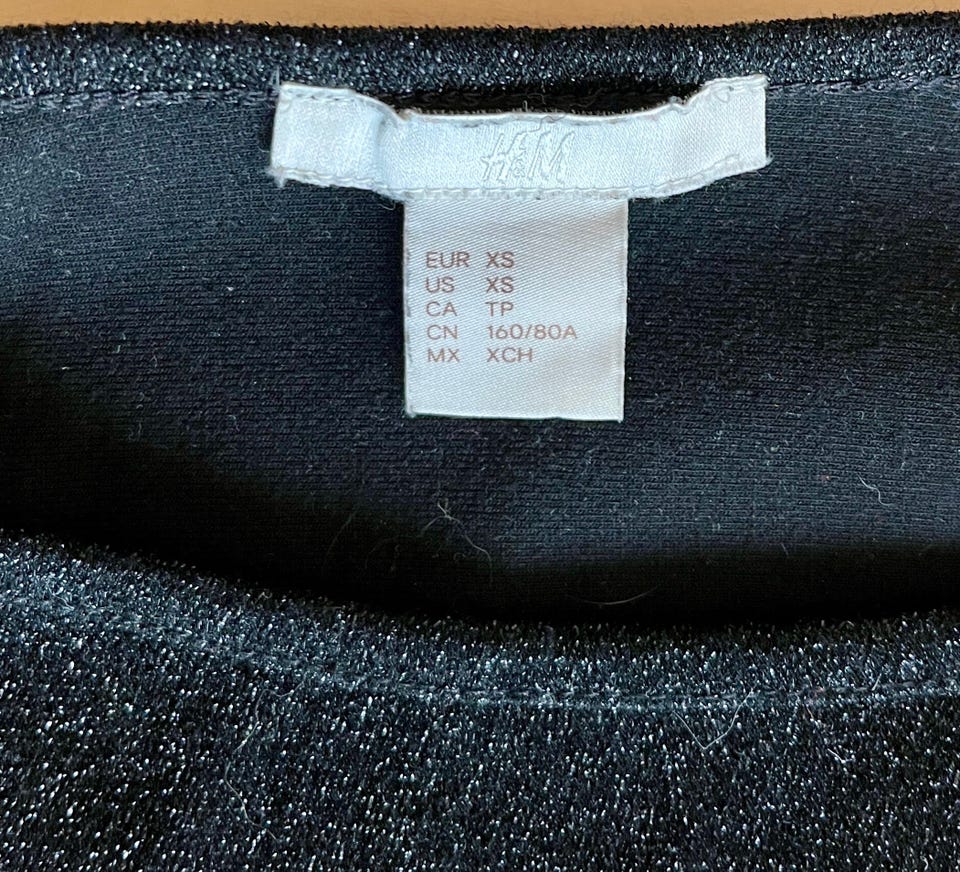 H&M
EUR XS
US XS
CA TP
CN 160/80A
MX XCH